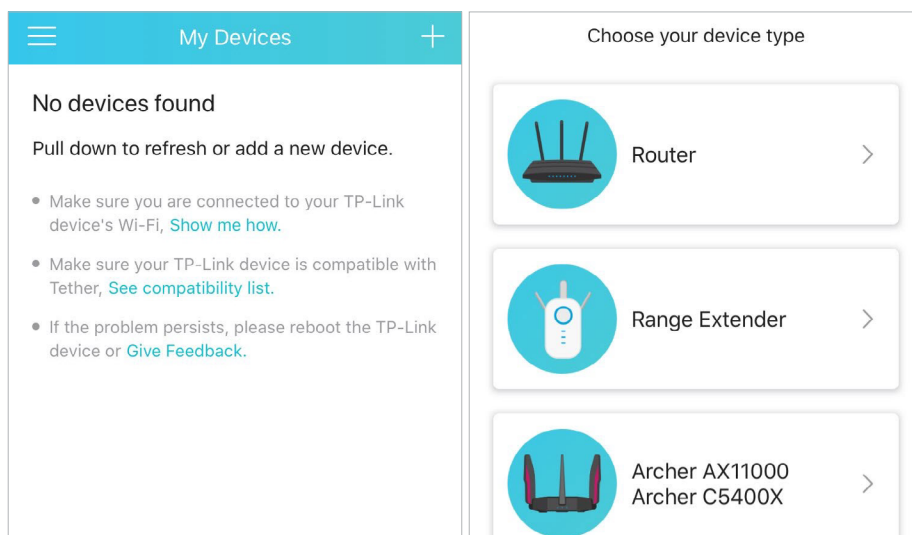 My Devices
No devices found
Pull down to refresh or add a new device.
Make sure you are connected to your TP-Link
device's Wi-Fi, Show me how.
Make sure your TP-Link device is compatible with
Tether, See compatibility list.
If the problem persists, please reboot the TP-Link
device or Give Feedback.
Choose your device type
Router
Range Extender
Archer AX11000
Archer C5400X